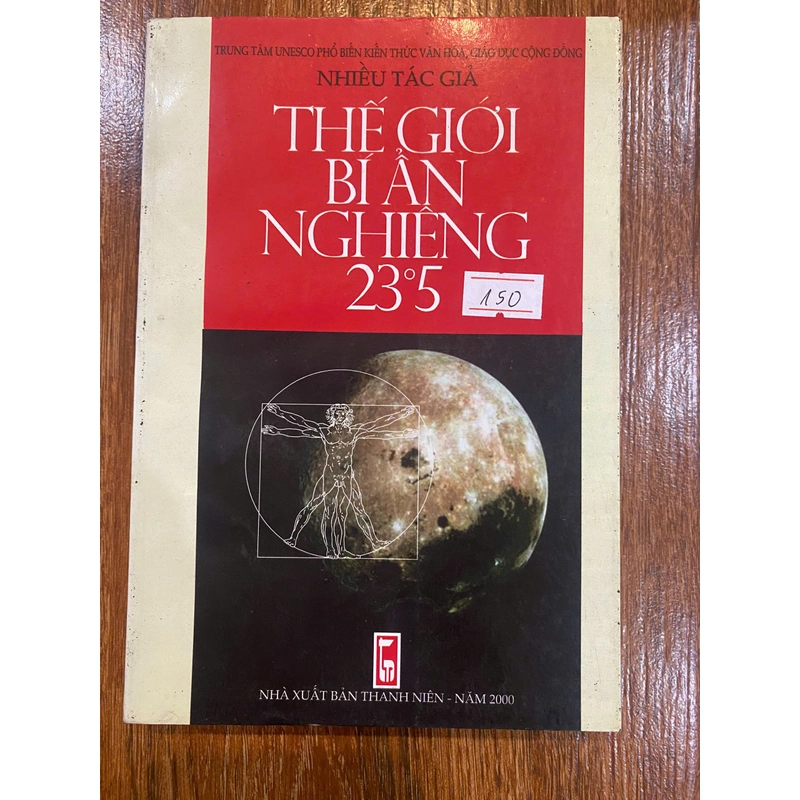 TRUNG TÂM UNESCO PHỔ BIẾN KIẾN THỨC VĂN HOÁ, GIÁO DỤC CỘNG ĐỒNG
NHIỀU TÁC GIẢ
THẾ GIỚI
BÍ ẨN
NGHIÊNG
23°5
150
NHÀ XUẤT BẢN THANH NIÊN - NĂM 2000